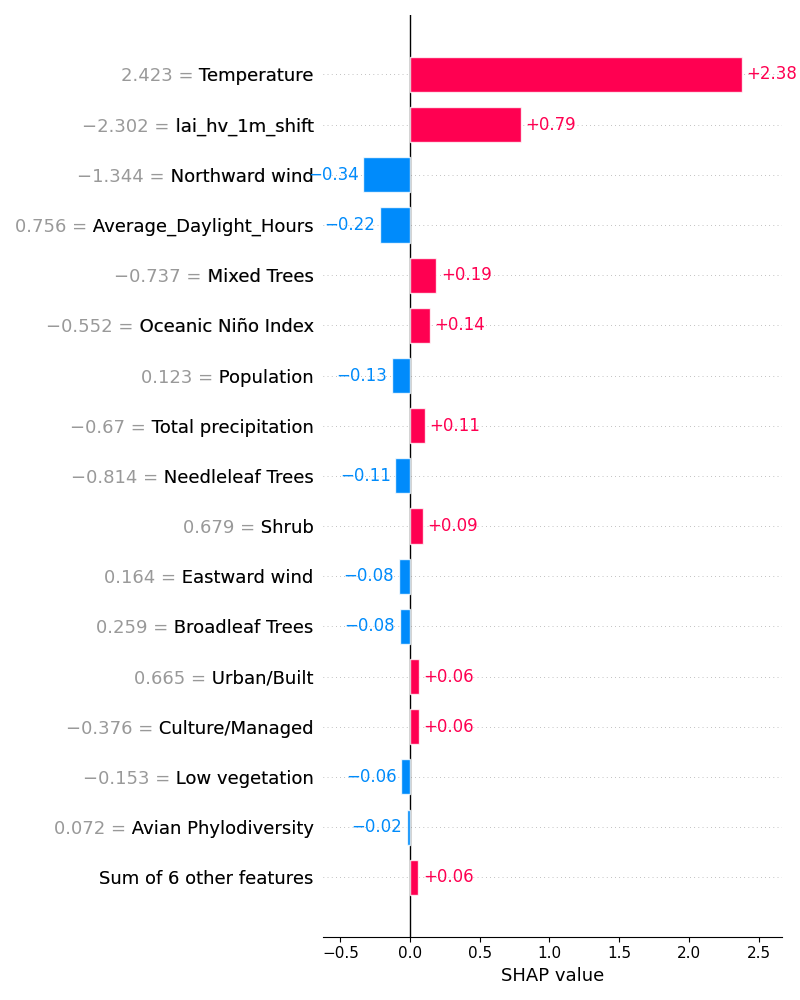 2.423 = Temperature +2.38
−2.302 = lai_hv_1m_shift +0.79
−1.344 = Northward wind −0.34
0.756 = Average_Daylight_Hours −0.22
−0.737 = Mixed Trees +0.19
−0.552 = Oceanic Niño Index +0.14
0.123 = Population −0.13
−0.67 = Total precipitation +0.11
−0.814 = Needleleaf Trees −0.11
0.679 = Shrub +0.09
0.164 = Eastward wind −0.08
0.259 = Broadleaf Trees −0.08
0.665 = Urban/Built +0.06
−0.376 = Culture/Managed +0.06
−0.153 = Low vegetation −0.06
0.072 = Avian Phylodiversity −0.02
Sum of 6 other features +0.06
−0.5 0.0 0.5 1.0 1.5 2.0 2.5
SHAP value